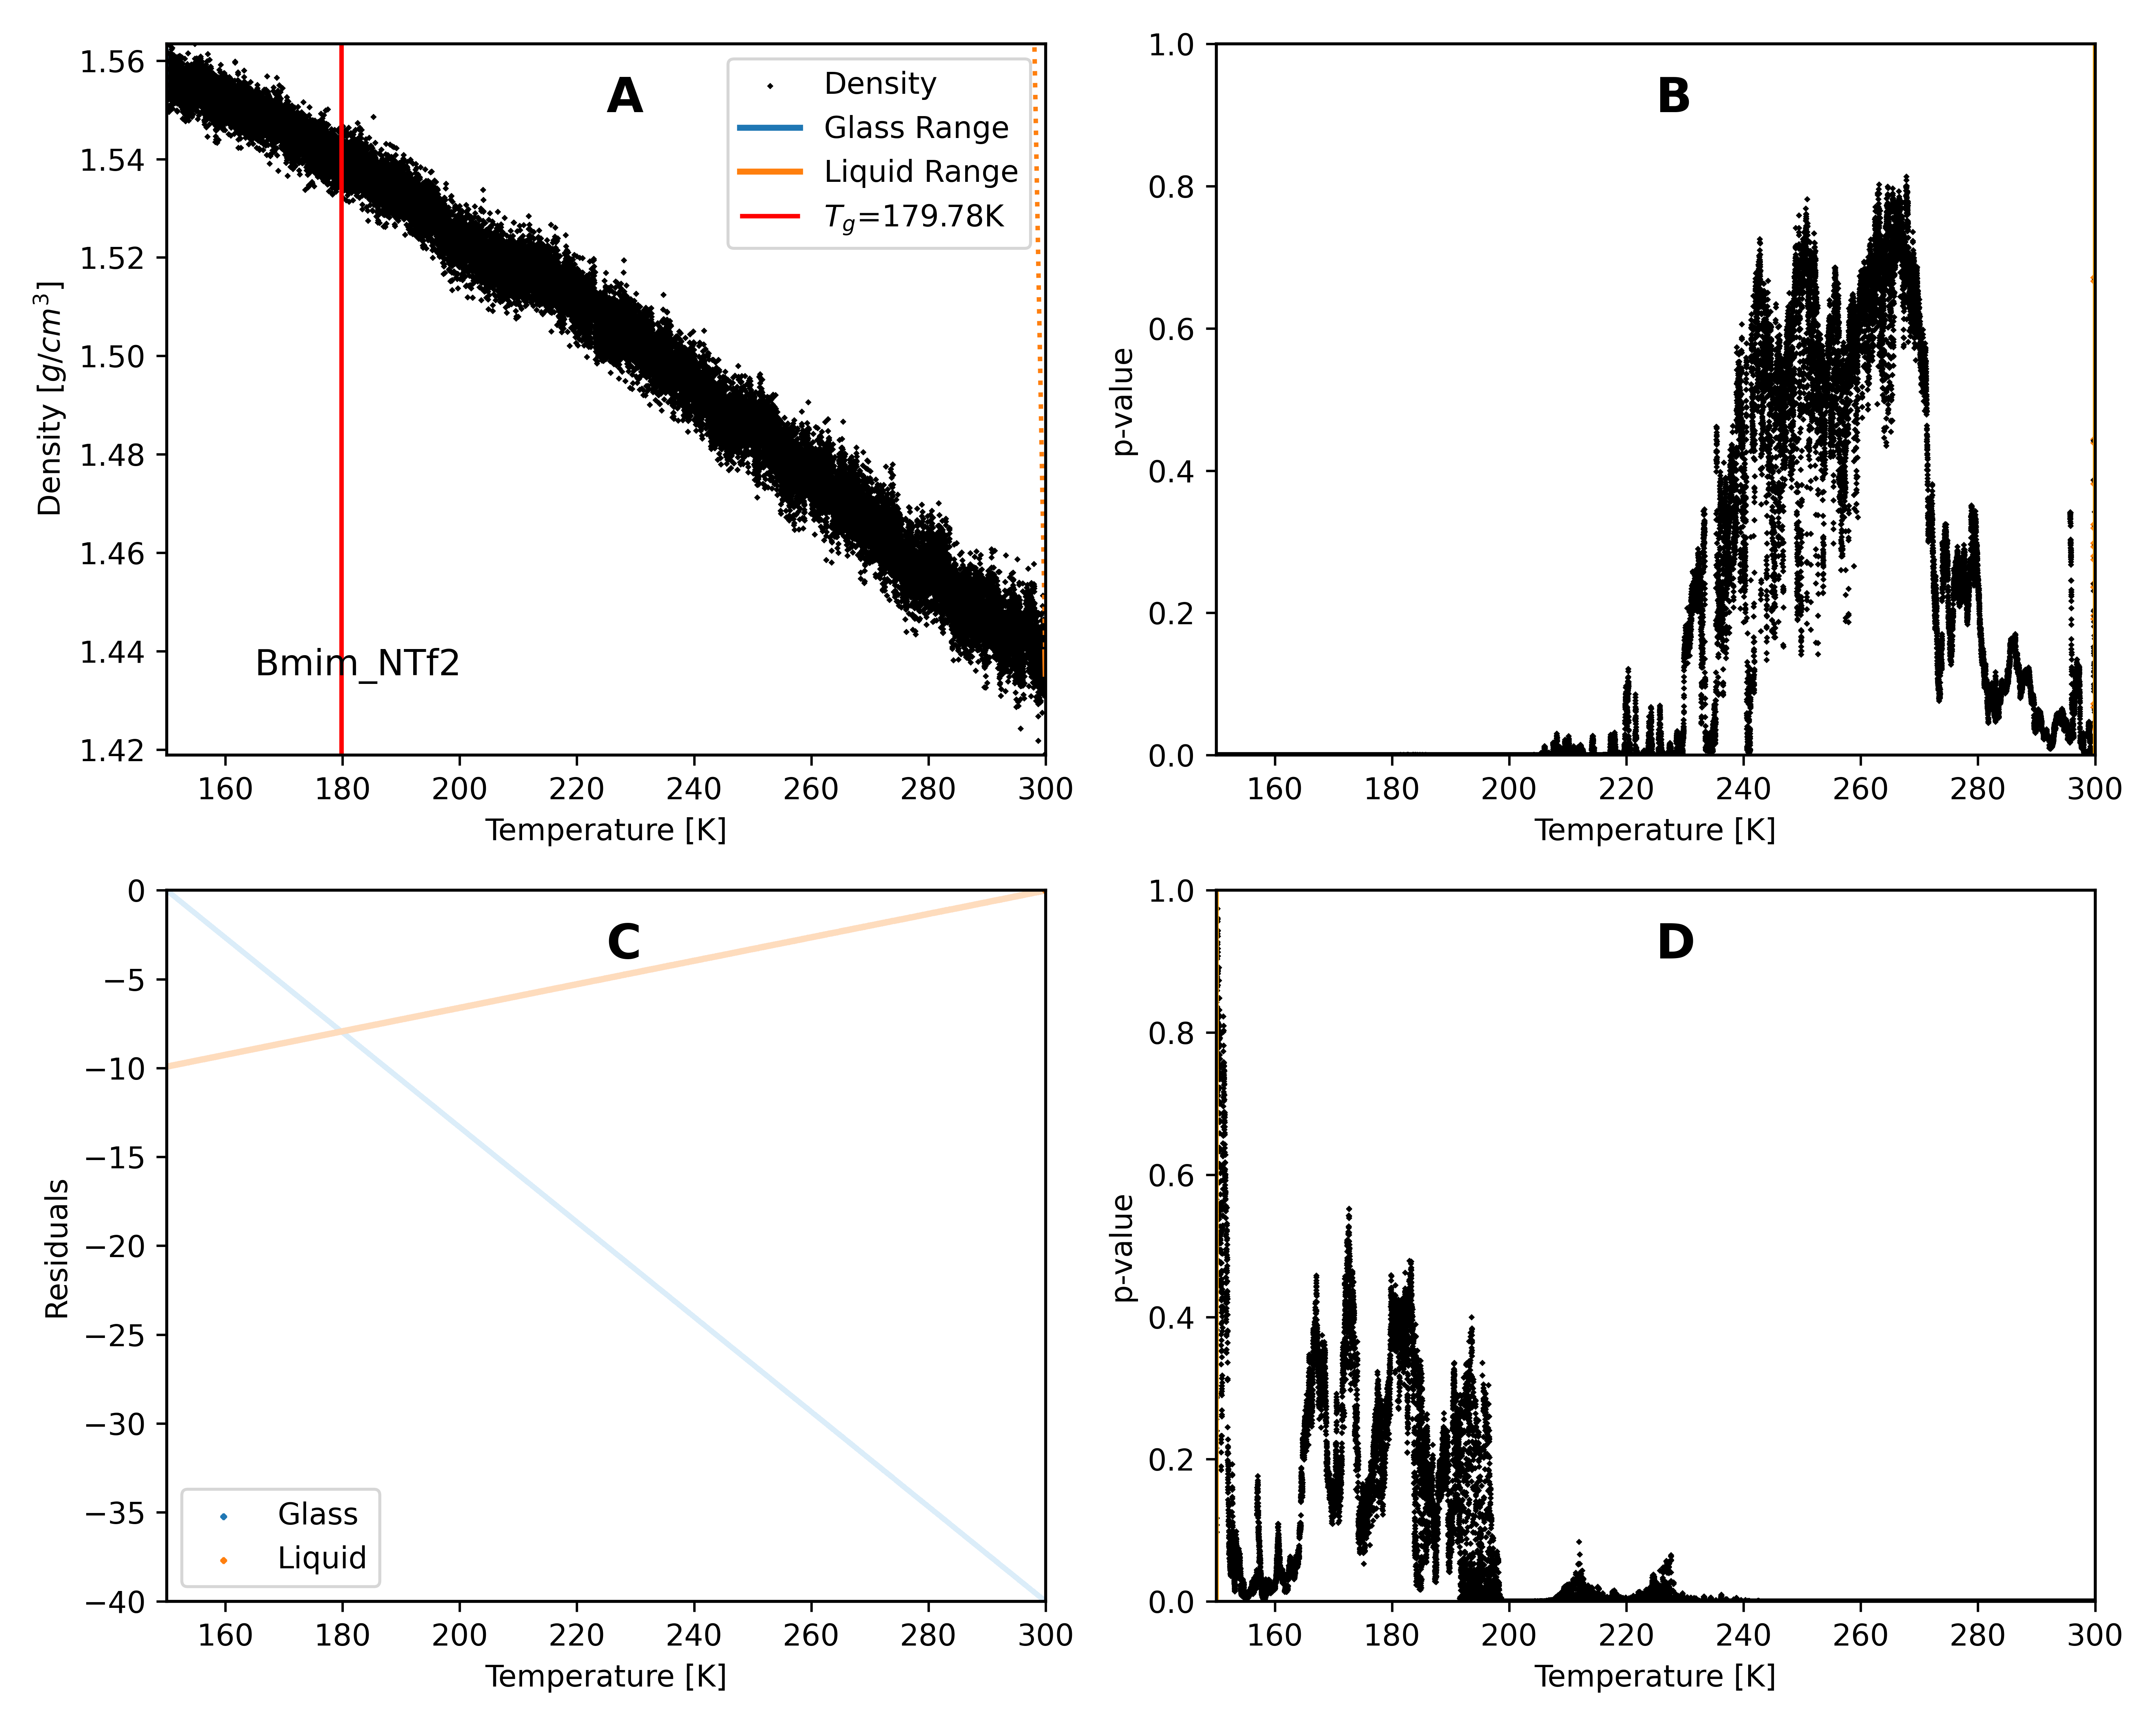 A
Density
Glass Range
Liquid Range
T_g=179.78K
Bmim_NTf2
1.56
1.54
1.52
1.50
1.48
1.46
1.44
1.42
Density [g/cm^3]
160 180 200 220 240 260 280 300
Temperature [K]
B
1.0
0.8
0.6
0.4
0.2
0.0
p-value
160 180 200 220 240 260 280 300
Temperature [K]
C
0
−5
−10
−15
−20
−25
−30
−35
−40
Residuals
Glass
Liquid
160 180 200 220 240 260 280 300
Temperature [K]
D
1.0
0.8
0.6
0.4
0.2
0.0
p-value
160 180 200 220 240 260 280 300
Temperature [K]